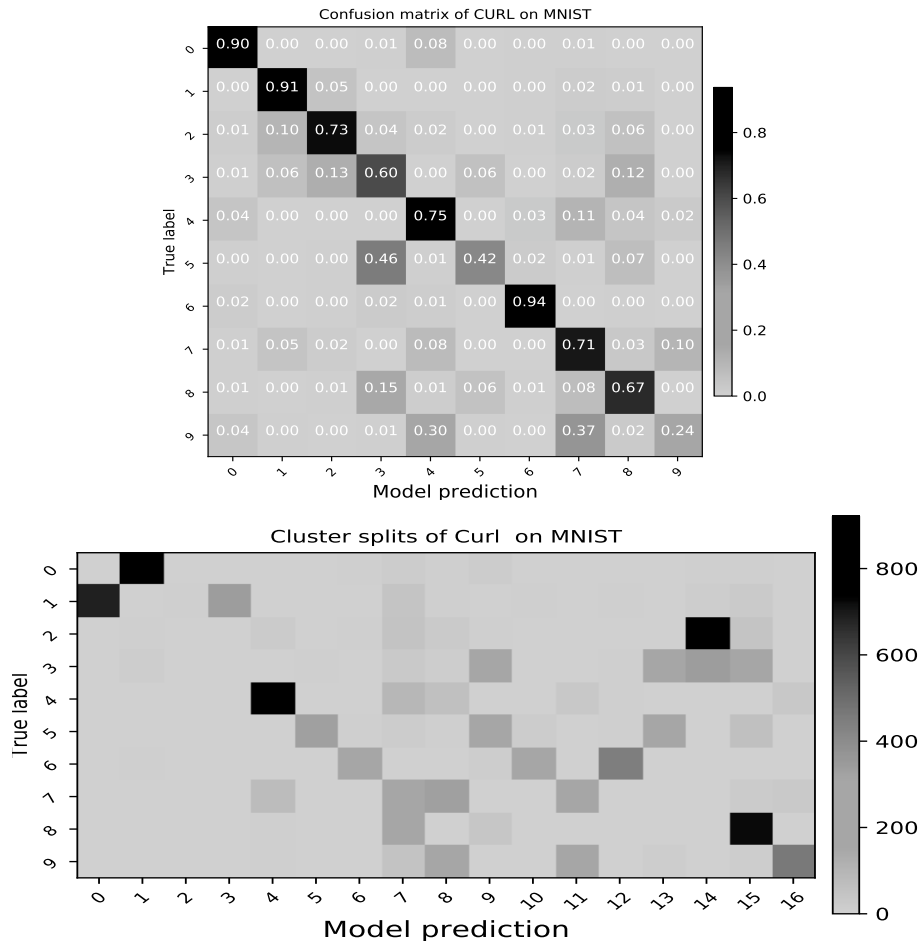 Confusion matrix of CURL on MNIST
0 0.90 0.00 0.00 0.01 0.08 0.00 0.00 0.01 0.00 0.00
1 0.00 0.91 0.05 0.00 0.00 0.00 0.00 0.02 0.01 0.00
2 0.01 0.10 0.73 0.04 0.02 0.00 0.01 0.03 0.06 0.00
3 0.01 0.06 0.13 0.60 0.00 0.06 0.00 0.02 0.12 0.00
4 0.04 0.00 0.00 0.00 0.75 0.00 0.03 0.11 0.04 0.02
5 0.00 0.00 0.00 0.46 0.01 0.42 0.02 0.01 0.07 0.00
6 0.02 0.00 0.00 0.02 0.01 0.00 0.94 0.00 0.00 0.00
7 0.01 0.05 0.02 0.00 0.08 0.00 0.00 0.71 0.03 0.10
8 0.01 0.00 0.01 0.15 0.01 0.06 0.01 0.08 0.67 0.00
9 0.04 0.00 0.00 0.01 0.30 0.00 0.00 0.37 0.02 0.24
True label
0 1 2 3 4 5 6 7 8 9
Model prediction
0.8
0.6
0.4
0.2
0.0
Cluster splits of Curl on MNIST
True label
0
1
2
3
4
5
6
7
8
9
0 1 2 3 4 5 6 7 8 9 10 11 12 13 14 15 16
Model prediction
800
600
400
200
0